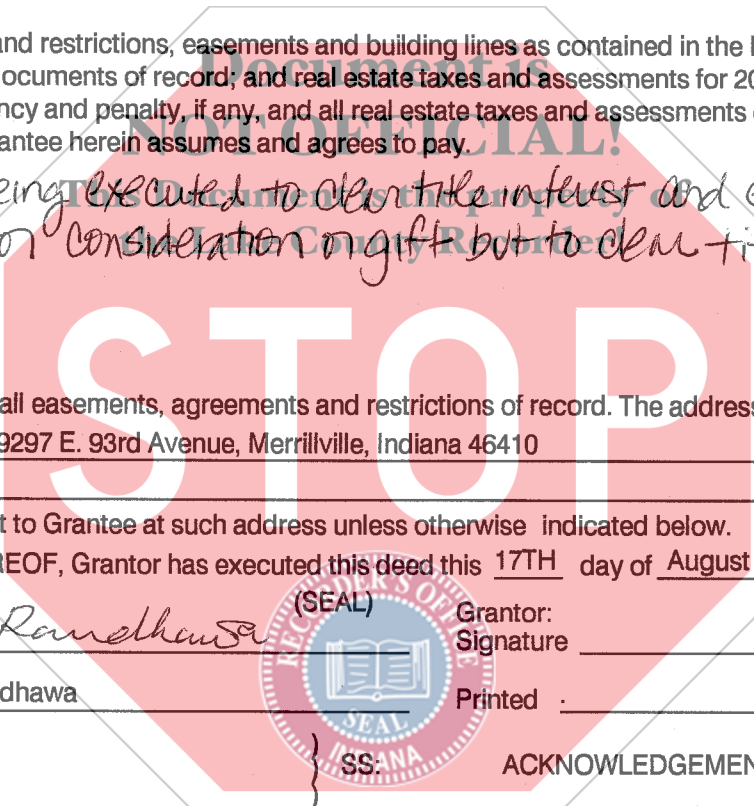 and restrictions, easements and building lines as contained in the
Document is
ocuments of record; and real estate taxes and assessments for 20
ncy and penalty, if any, and all real estate taxes and assessments
NOT OFFICIAL!
antee herein assumes and agrees to pay.
eing executed to clear title interest and
This Document is the property of
on consideration or gift but to clear ti
the Lake County Recorder!
STOP
all easements, agreements and restrictions of record. The address
9297 E. 93rd Avenue, Merrillville, Indiana 46410
t to Grantee at such address unless otherwise indicated below.
REOF, Grantor has executed this deed this 17TH day of August
(SEAL) Grantor:
Randhawa Signature
dhawa Printed .
RECORDER'S OFFICE
SEAL
INDIANA
SS: ACKNOWLEDGEMEN